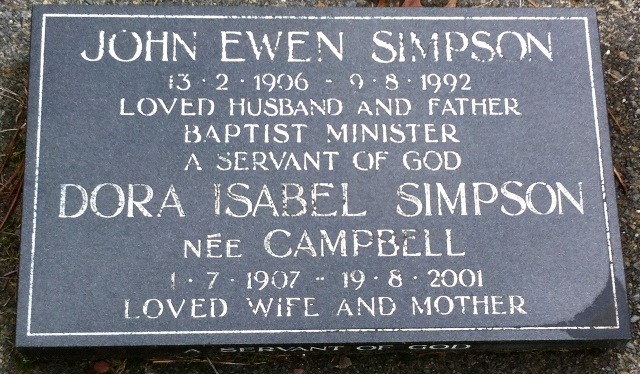 JOHN EWEN SIMPSON
13 · 2 · 1906 - 9 · 8 · 1992
LOVED HUSBAND AND FATHER
BAPTIST MINISTER
A SERVANT OF GOD
DORA ISABEL SIMPSON
NÉE CAMPBELL
1 · 7 · 1907 - 19 · 8 · 2001
LOVED WIFE AND MOTHER
A SERVANT OF GOD